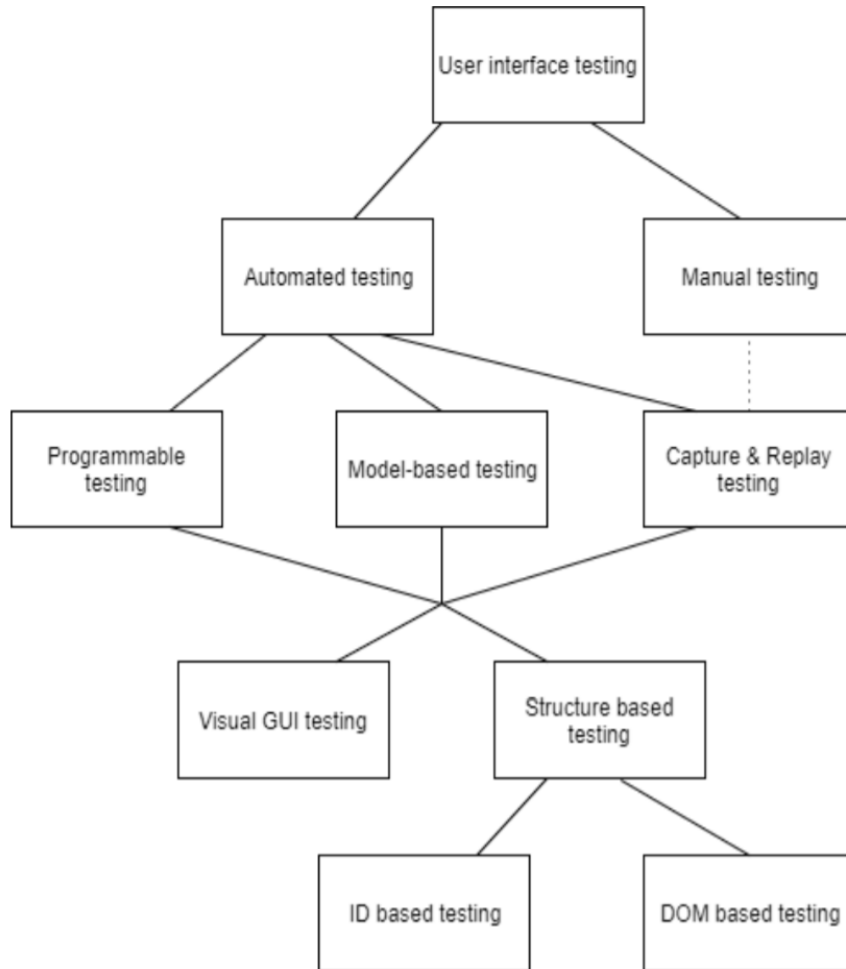 User interface testing
Automated testing
Manual testing
Programmable
testing
Model-based testing
Capture & Replay
testing
Visual GUI testing
Structure based
testing
ID based testing
DOM based testing